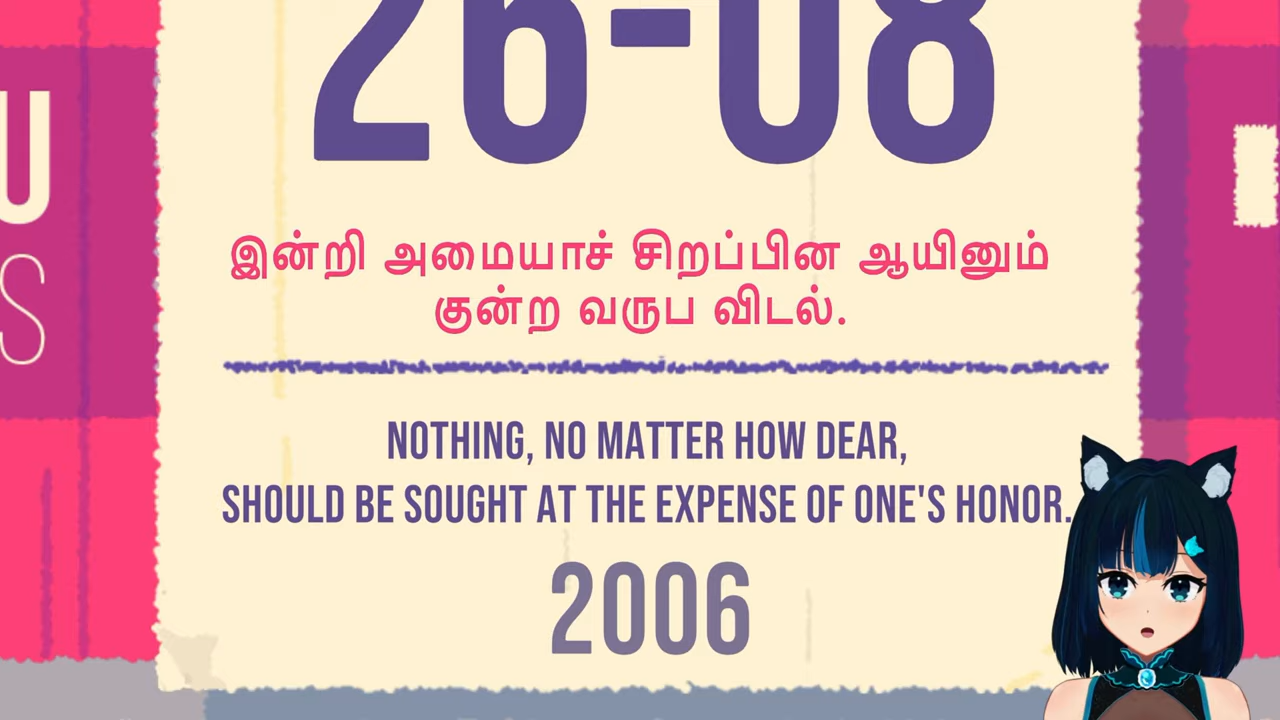 26-08
U
S
இன்றி அமையாச் சிறப்பின ஆயினும்
குன்ற வருப விடல்.
NOTHING, NO MATTER HOW DEAR,
SHOULD BE SOUGHT AT THE EXPENSE OF ONE'S HONOR.
2006